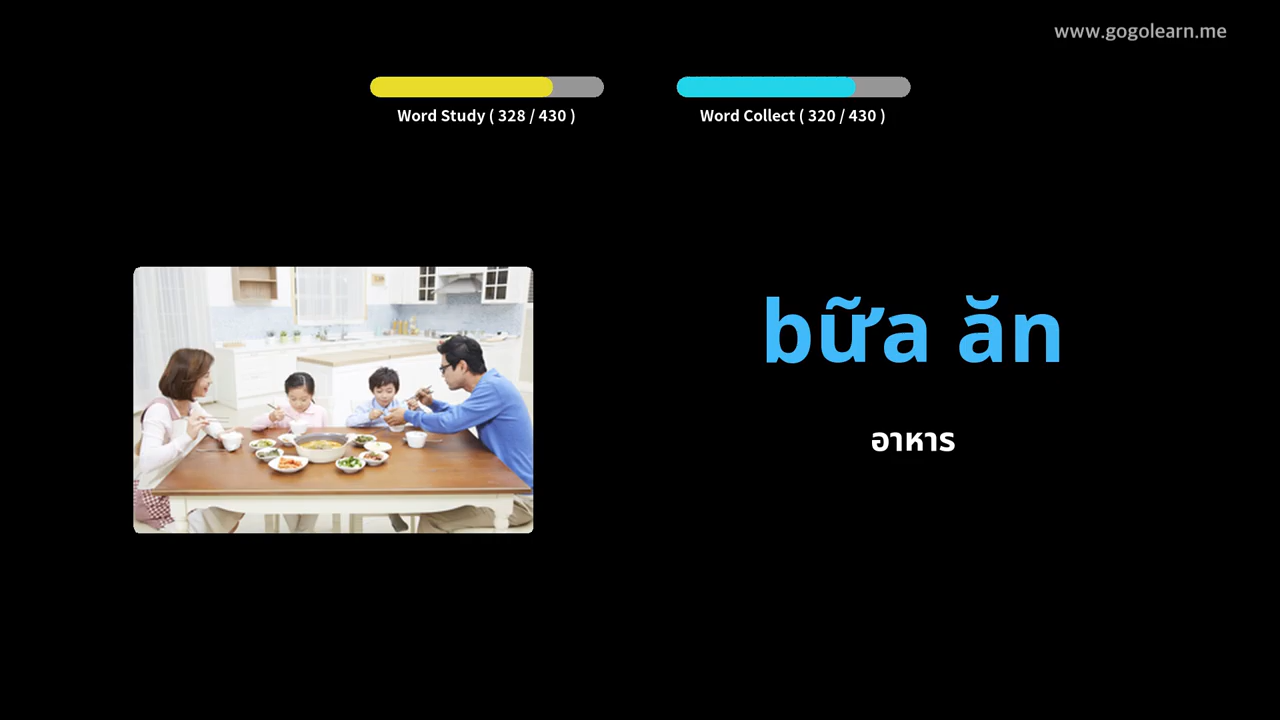 www.gogolearn.me
Word Study ( 328 / 430 )
Word Collect ( 320 / 430 )
bữa ăn
อาหาร